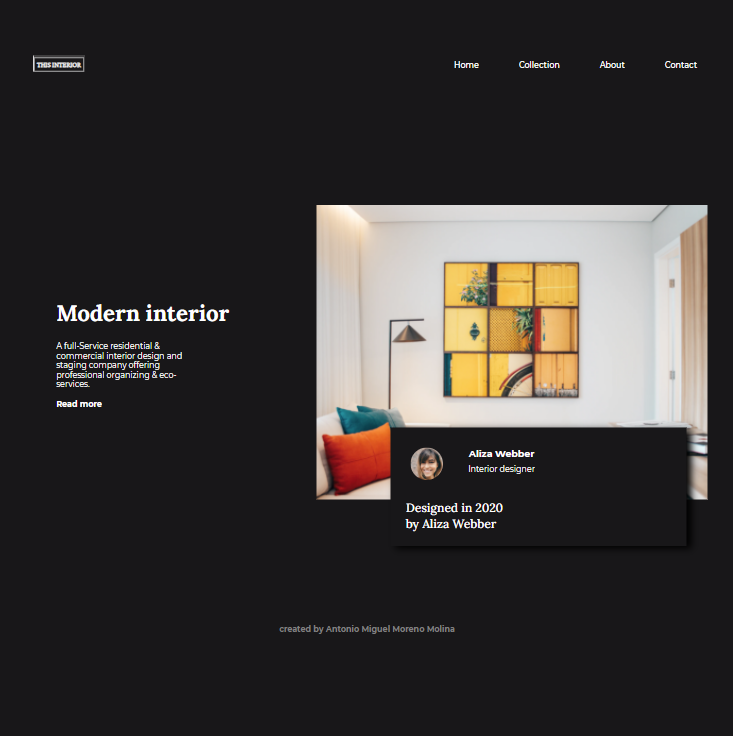 THIS INTERIOR
Home Collection About Contact
Modern interior
A full-Service residential &
commercial interior design and
staging company offering
professional organizing & eco-
services.
Read more
Aliza Webber
Interior designer
Designed in 2020
by Aliza Webber
created by Antonio Miguel Moreno Molina